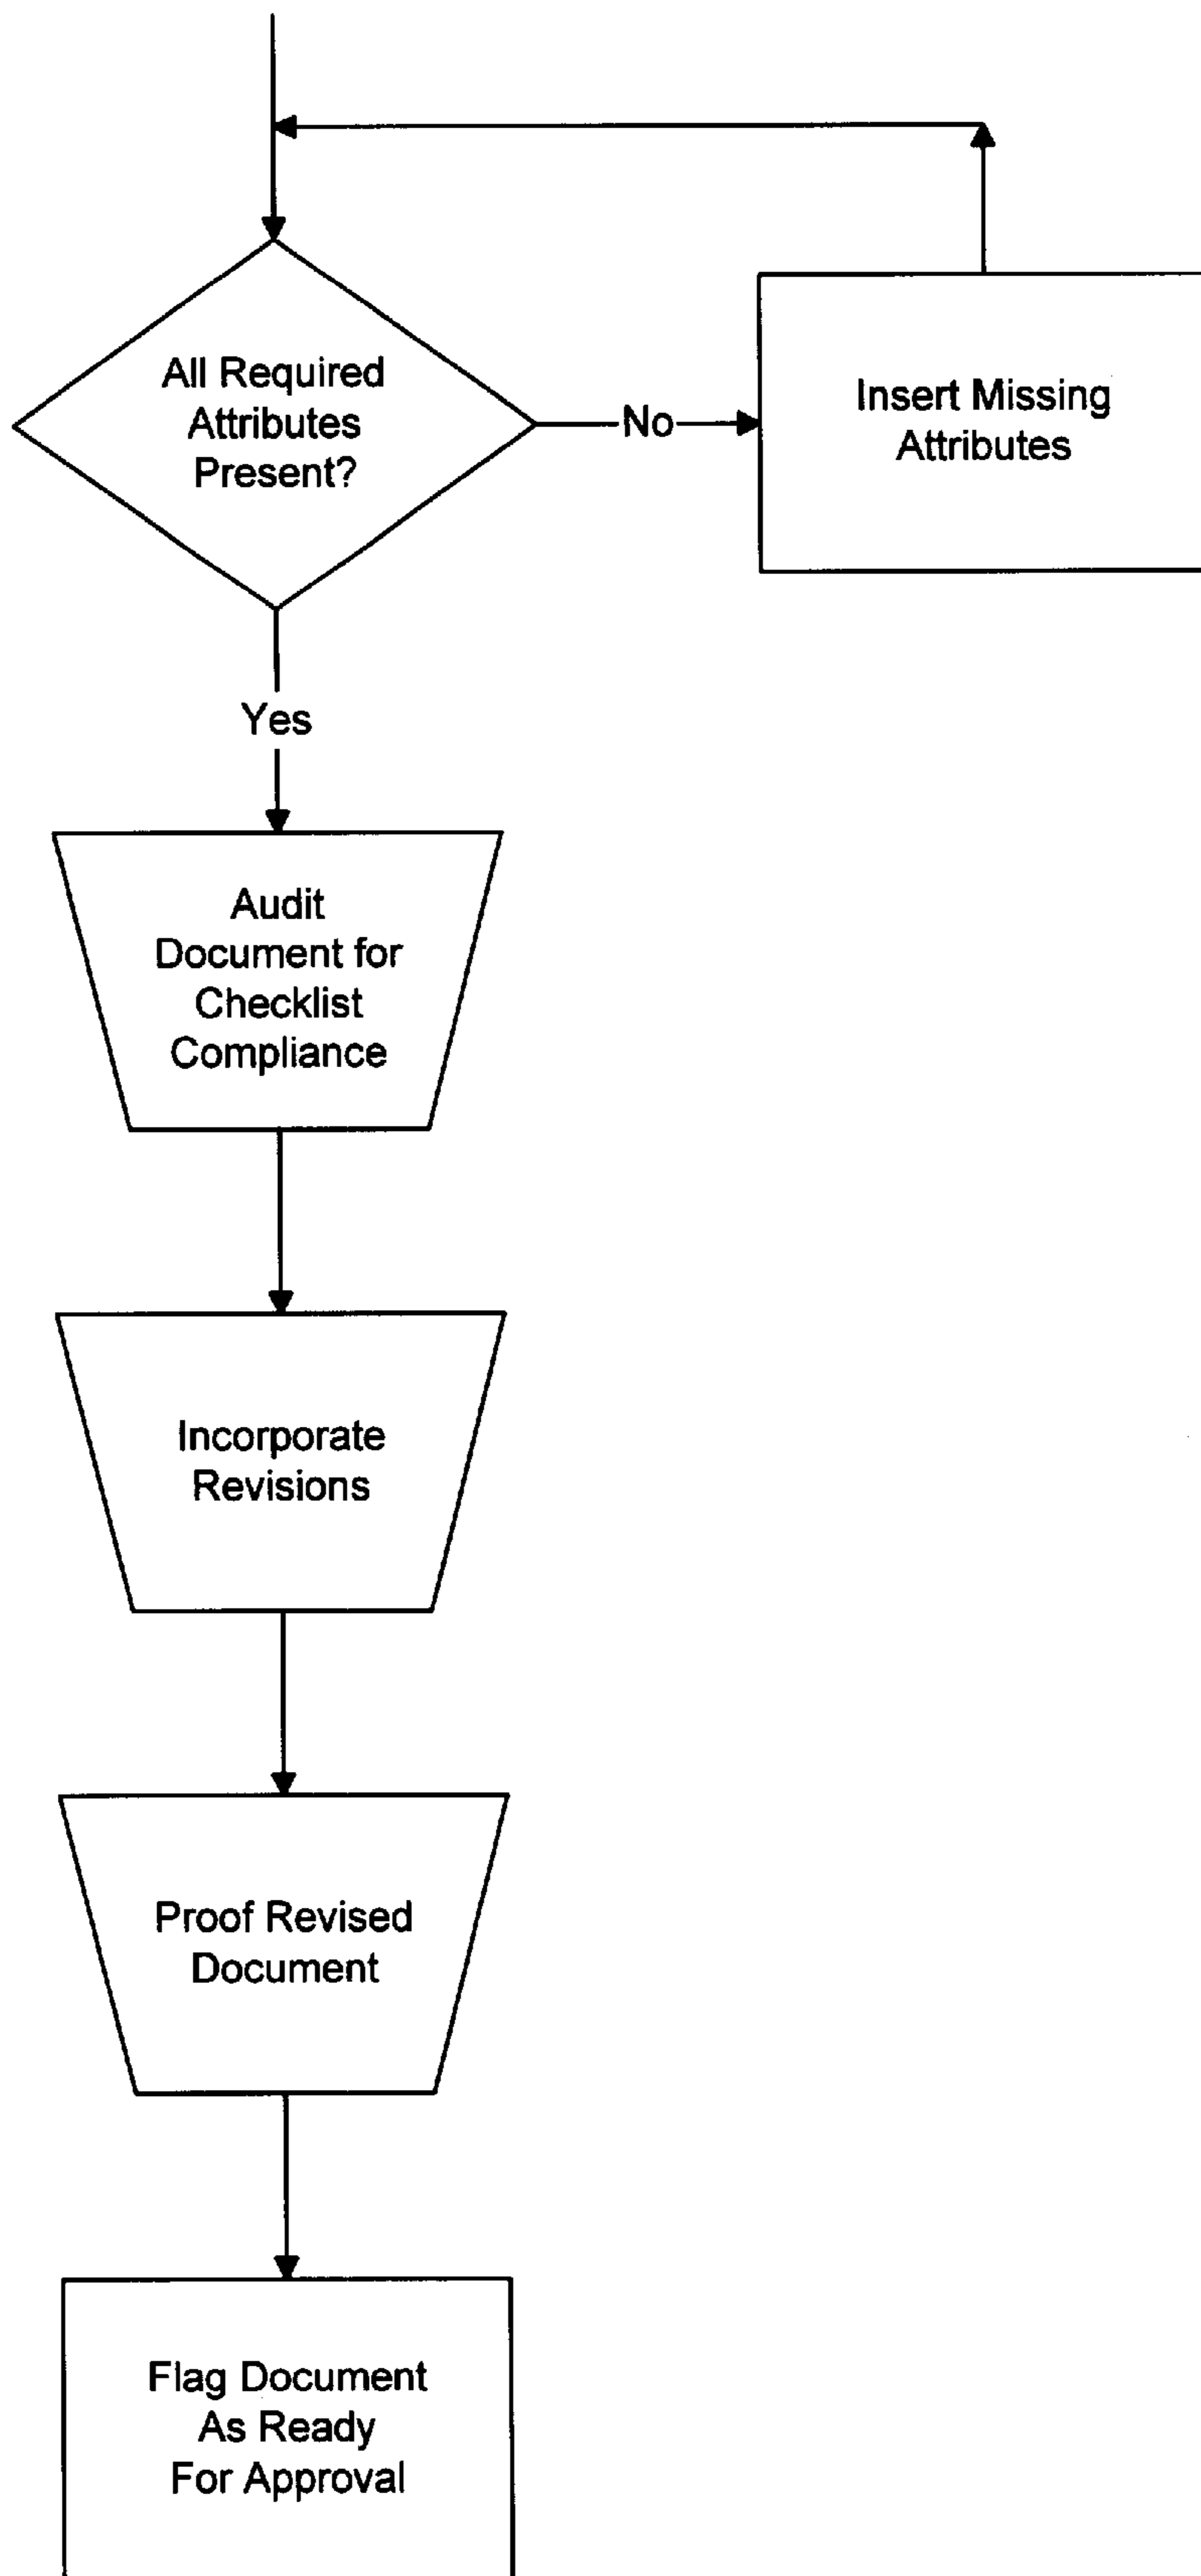 All Required
Attributes
Present?
No
Insert Missing
Attributes
Yes
Audit
Document for
Checklist
Compliance
Incorporate
Revisions
Proof Revised
Document
Flag Document
As Ready
For Approval